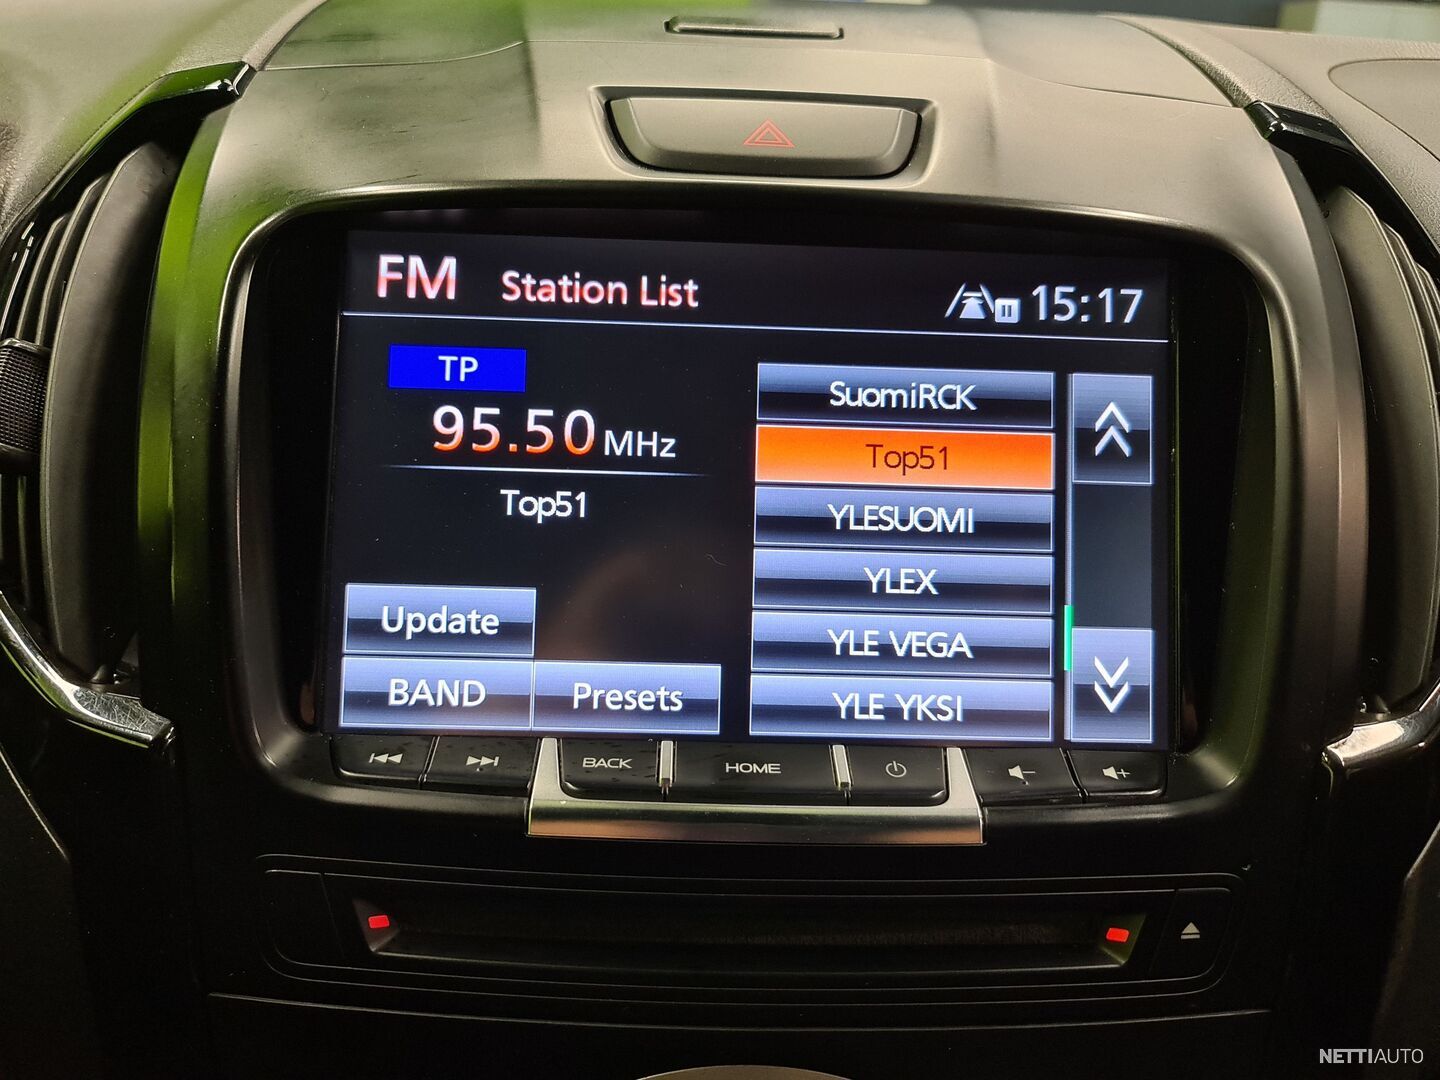 FM Station List 15:17
TP
95.50 MHz
Top51
Update
BAND Presets
SuomiRCK
Top51
YLESUOMI
YLEX
YLE VEGA
YLE YKSI
BACK HOME
NETTIAUTO